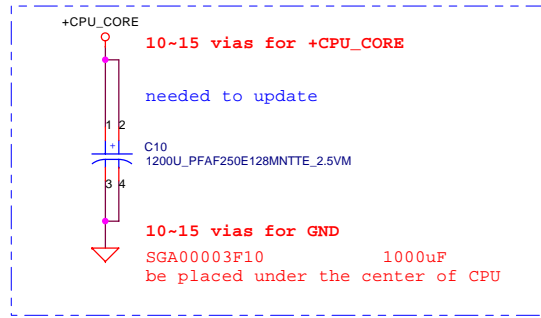 +CPU_CORE
10~15 vias for +CPU_CORE
needed to update
1 2
+
C10
1200U_PFAF250E128MNTTE_2.5VM
3 4
10~15 vias for GND
SGA00003F10 1000uF
be placed under the center of CPU